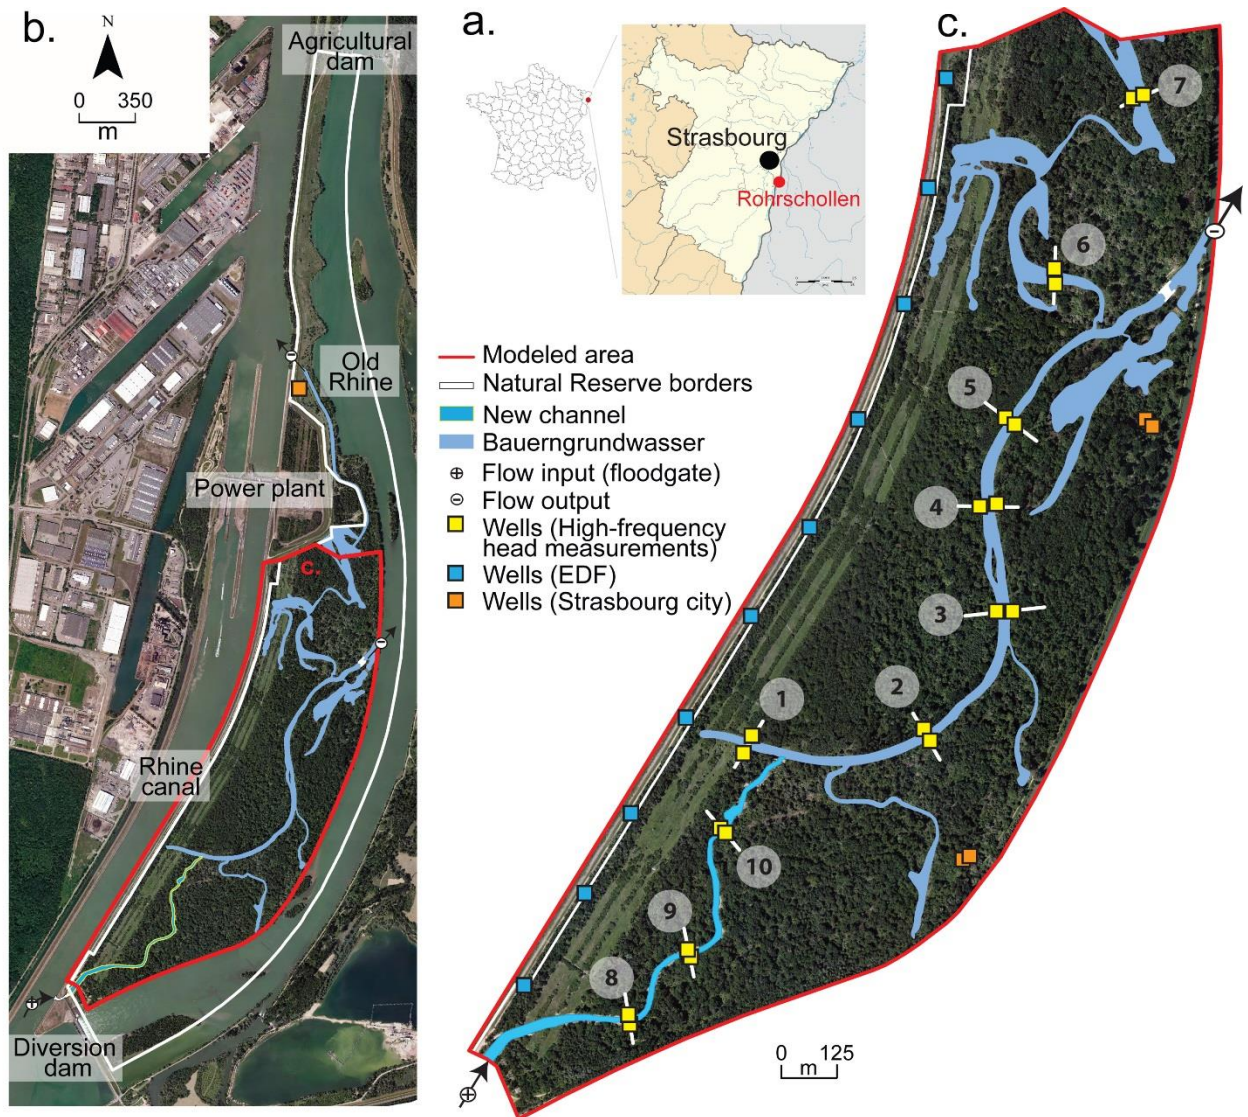 b.
N
0 350
m
Agricultural
dam
Old
Rhine
Power plant
c.
Rhine
canal
Diversion
dam
a.
Strasbourg
Rohrschollen
Modeled area
Natural Reserve borders
New channel
Bauerngrundwasser
Flow input (floodgate)
Flow output
Wells (High-frequency
head measurements)
Wells (EDF)
Wells (Strasbourg city)
c.
7
6
5
4
3
2
1
10
9
8
0 125
m